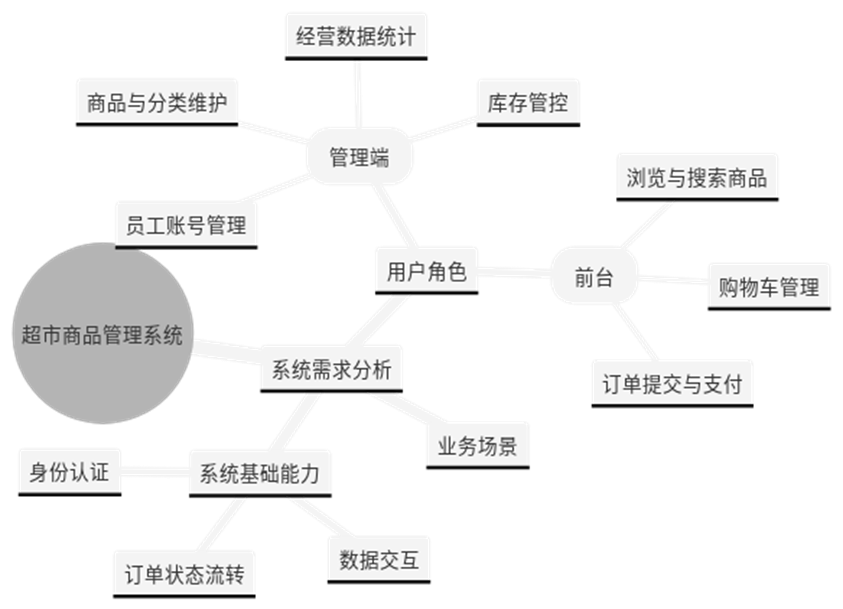 经营数据统计
商品与分类维护
库存管控
管理端
浏览与搜索商品
员工账号管理
用户角色
前台
购物车管理
超市商品管理系统
系统需求分析
订单提交与支付
业务场景
身份认证
系统基础能力
数据交互
订单状态流转